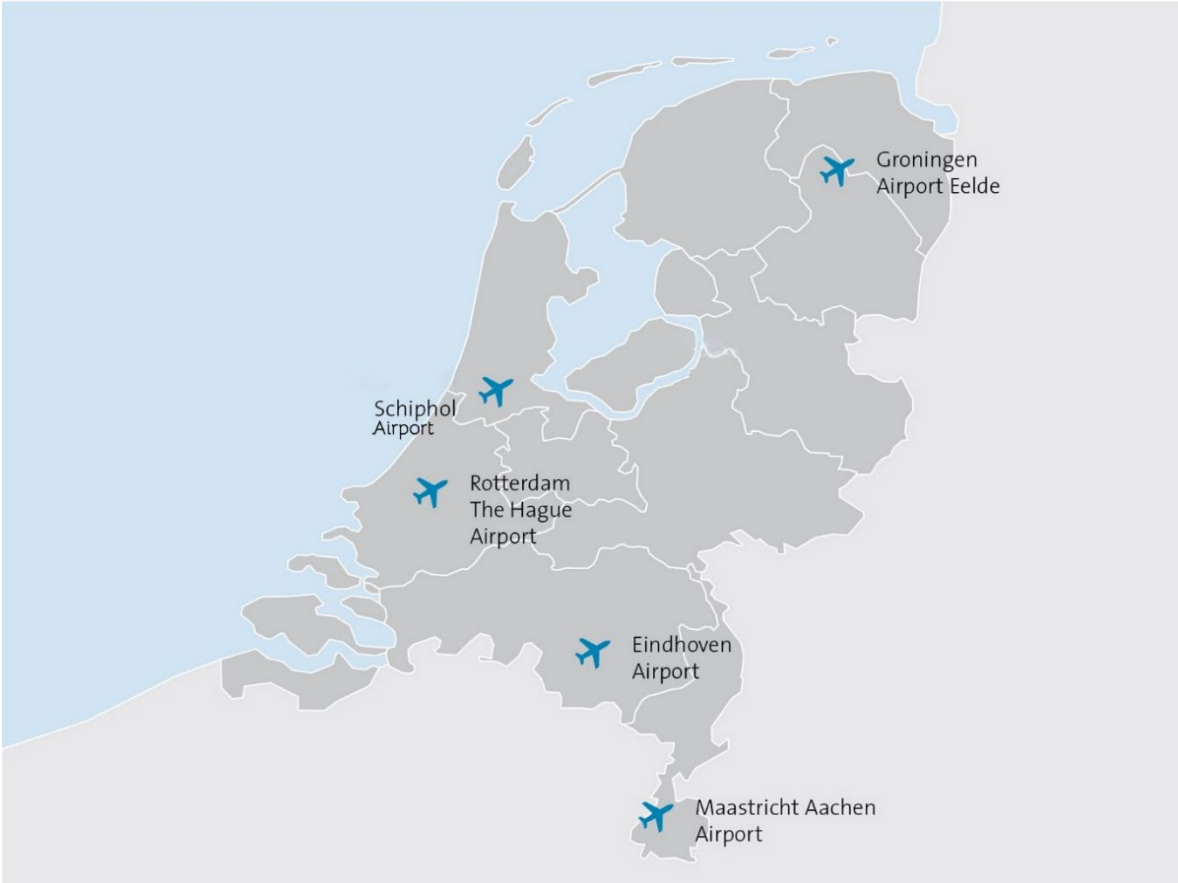 Groningen
Airport Eelde
Schiphol
Airport
Rotterdam
The Hague
Airport
Eindhoven
Airport
Maastricht Aachen
Airport